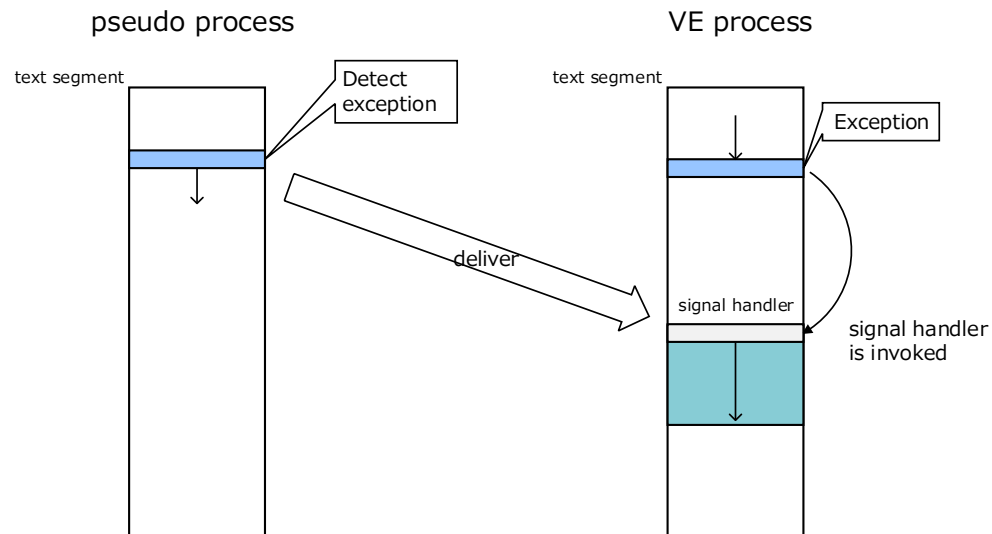 pseudo process
VE process
text segment
Detect
exception
text segment
Exception
deliver
signal handler
signal handler
is invoked